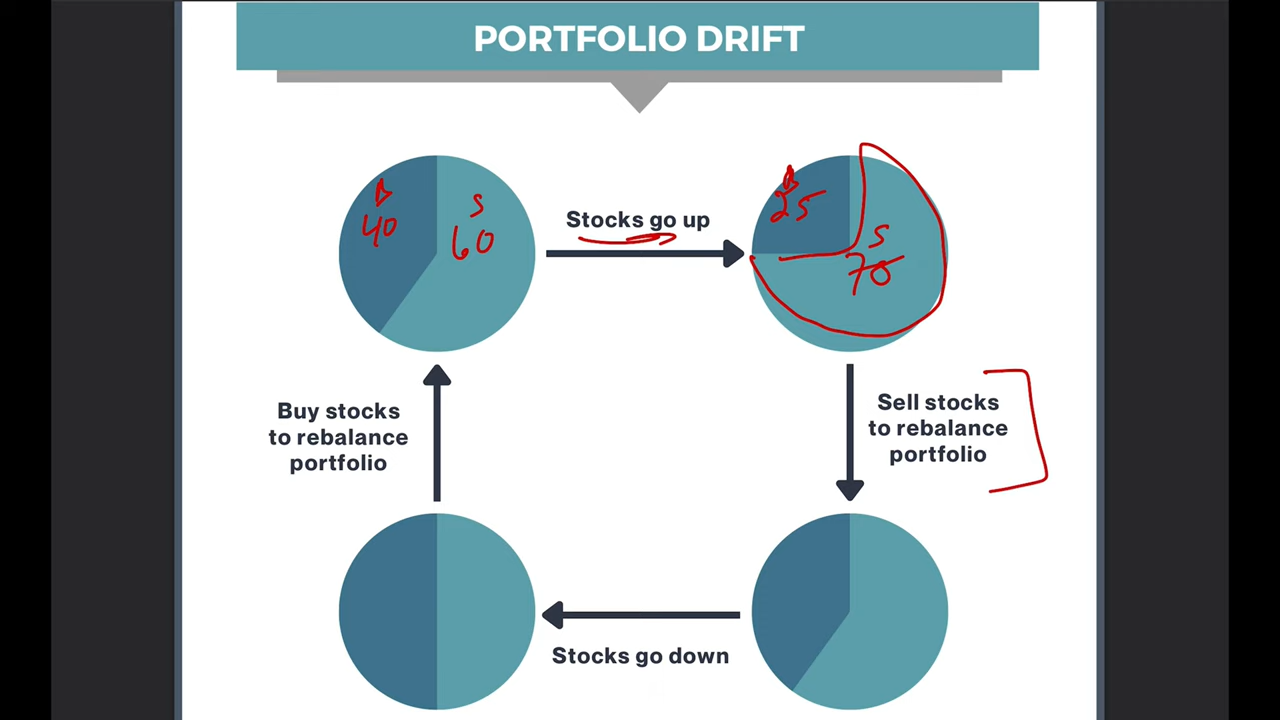 PORTFOLIO DRIFT
40
S
60
Stocks go up
25
S
Sell stocks
to rebalance
portfolio
Stocks go down
Buy stocks
to rebalance
portfolio